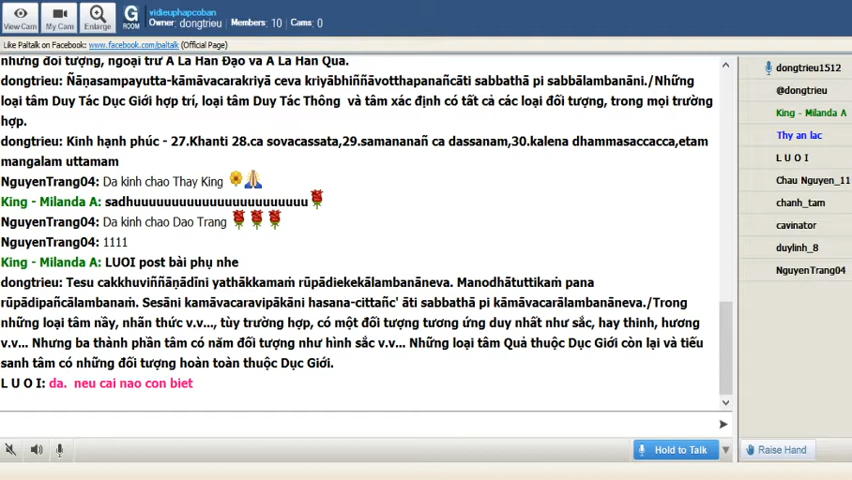 vidieuphapcoban
Owner: dongtrieu Members: 10 Cams: 0
View Cam
My Cam
Enlarge
G
ROOM
Like Paltalk on Facebook: www.facebook.com/paltalk (Official Page)
những đối tượng, ngoại trừ A La Hán Đạo và A La Hán Quả.
dongtrieu: Ñāṇasampayutta-kāmāvacarakriyā ceva kriyābhiññāvotthapanañcāti sabbathā pi sabbālambanāni./Những
loại tâm Duy Tác Dục Giới hợp trí, loại tâm Duy Tác Thông và tâm xác định có tất cả các loại đối tượng, trong mọi trường
hợp.
dongtrieu: Kinh hạnh phúc - 27.Khanti 28.ca sovacassata,29.samananañ ca dassanam,30.kalena dhammasaccacca,etam
mangalam uttamam
NguyenTrang04: Da kinh chao Thay King
King - Milanda A: sadhuuuuuuuuuuuuuuuuuuuuuuu
NguyenTrang04: Da kinh chao Dao Trang
NguyenTrang04: 1111
King - Milanda A: LUOI post bài phụ nhe
dongtrieu: Tesu cakkhuviññāṇādīni yathākkamaṁ rūpādiekekālambanāneva. Manodhātuttikaṁ pana
rūpādipañcālambanaṁ. Sesāni kamāvacaravipākāni hasana-cittañc' āti sabbathā pi kāmāvacarālambanāneva./Trong
những loại tâm nầy, nhãn thức v.v..., tùy trường hợp, có một đối tượng tương ứng duy nhất như sắc, hay thinh, hương
v.v... Nhưng ba thành phần tâm có năm đối tượng như hình sắc v.v... Những loại tâm Quả thuộc Dục Giới còn lại và tiếu
sanh tâm có những đối tượng hoàn toàn thuộc Dục Giới.
L U O I: da. neu cai nao con biet
dongtrieu1512
@dongtrieu
King - Milanda A
Thy an lac
L U O I
Chau Nguyen_11
chanh_tam
cavinator
duylinh_8
NguyenTrang04
Hold to Talk
Raise Hand